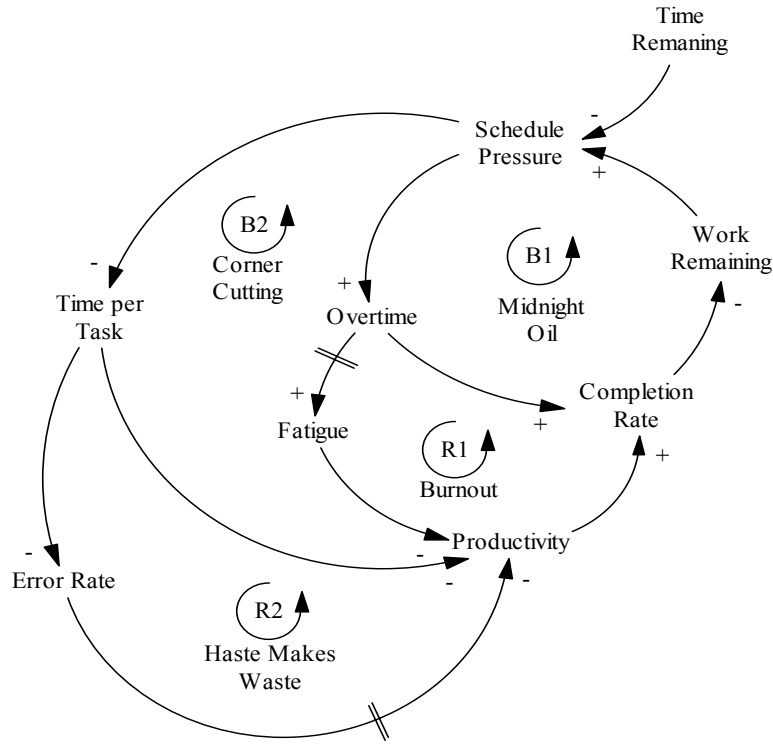 Time
Remaning
-
Schedule
Pressure
+
B2
Corner
Cutting
B1
Midnight
Oil
Work
Remaining
-
-
Time per
Task
+
Overtime
+
Fatigue
+
Completion
Rate
+
R1
Burnout
-
Productivity
-
-
-
Error Rate
R2
Haste Makes
Waste